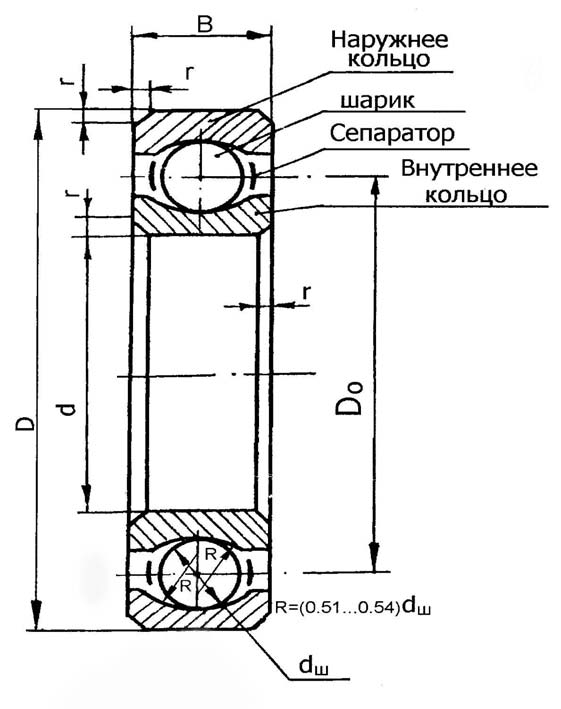 B
Наружнее
кольцо
r
r
шарик
Сепаратор
Внутреннее
кольцо
r
r
D
d
Do
R
R
R=(0.51...0.54)dш
dш